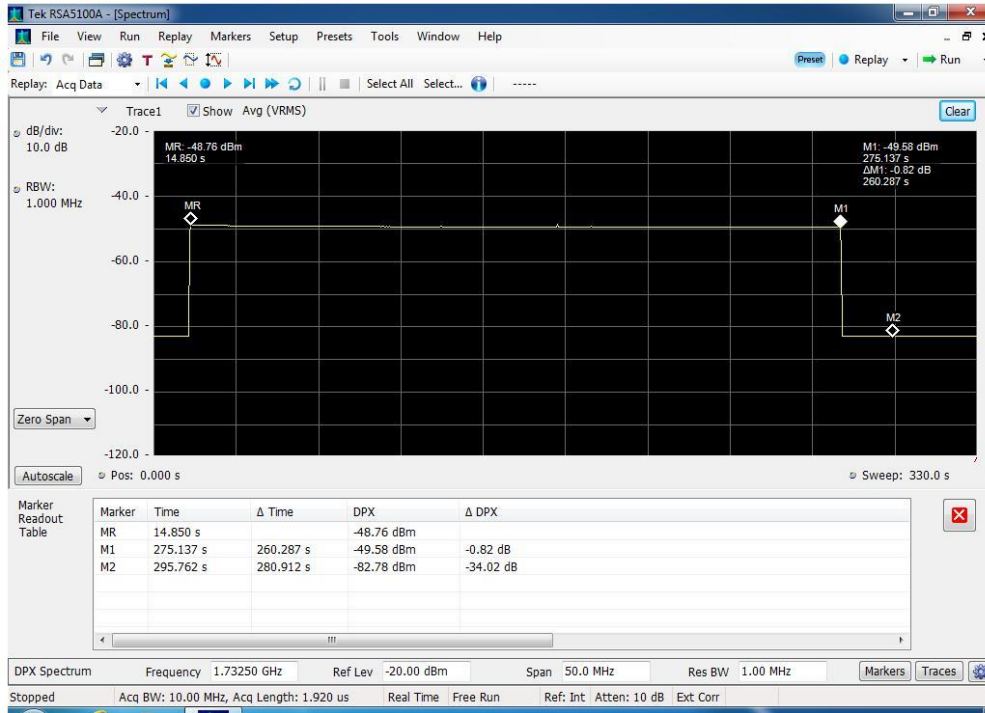 Tek RSA5100A - [Spectrum]
File View Run Replay Markers Setup Presets Tools Window Help
T Preset Replay Run
Replay: Acq Data Select All Select... -----
Trace1 Show Avg (VRMS) Clear
dB/div:
10.0 dB
RBW:
1.000 MHz
-20.0
-40.0
-60.0
-80.0
-100.0
-120.0
MR: -48.76 dBm
14.850 s
M1: -49.58 dBm
275.137 s
ΔM1: -0.82 dB
260.287 s
MR
M1
M2
Zero Span
Autoscale Pos: 0.000 s Sweep: 330.0 s
Marker
Readout
Table
Marker Time Δ Time DPX Δ DPX
MR 14.850 s -48.76 dBm
M1 275.137 s 260.287 s -49.58 dBm -0.82 dB
M2 295.762 s 280.912 s -82.78 dBm -34.02 dB
DPX Spectrum Frequency 1.73250 GHz Ref Lev -20.00 dBm Span 50.0 MHz Res BW 1.00 MHz Markers Traces
Stopped Acq BW: 10.00 MHz, Acq Length: 1.920 us Real Time Free Run Ref: Int Atten: 10 dB Ext Corr